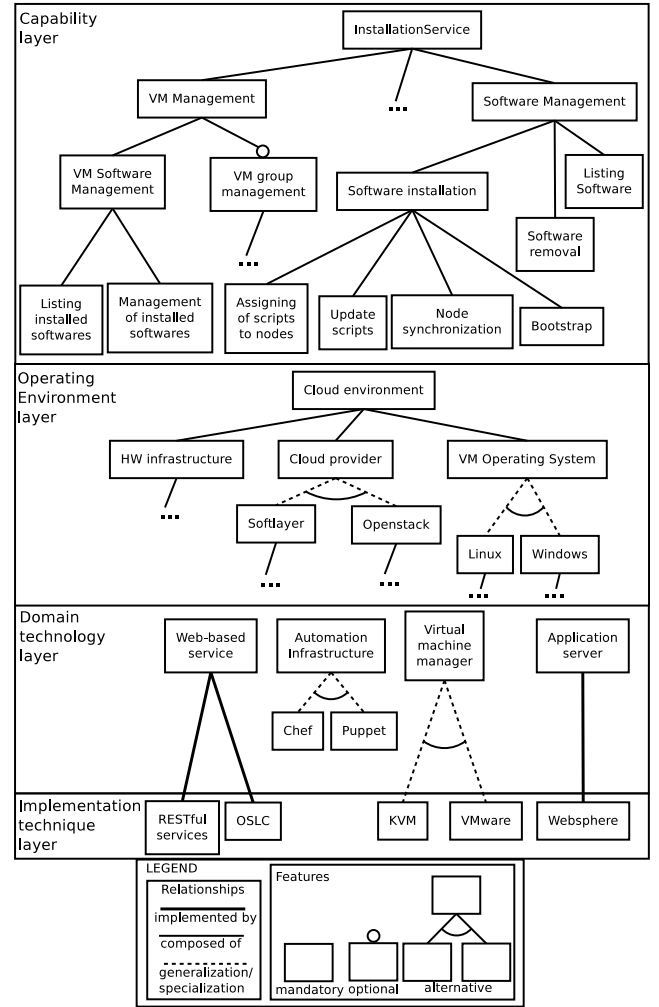 Capability
layer
InstallationService
VM Management
...
Software Management
VM Software
Management
VM group
management
Software installation
Listing
Software
Software
removal
...
Listing
installed
softwares
Management
of installed
softwares
Assigning
of scripts
to nodes
Update
scripts
Node
synchronization
Bootstrap
Operating
Environment
layer
Cloud environment
HW infrastructure
Cloud provider
VM Operating System
...
Softlayer
Openstack
Linux
Windows
...
...
...
...
Domain
technology
layer
Web-based
service
Automation
Infrastructure
Virtual
machine
manager
Application
server
Chef
Puppet
Implementation
technique
layer
RESTful
services
OSLC
KVM
VMware
Websphere
LEGEND
Relationships
implemented by
composed of
generalization/
specialization
Features
mandatory
optional
alternative